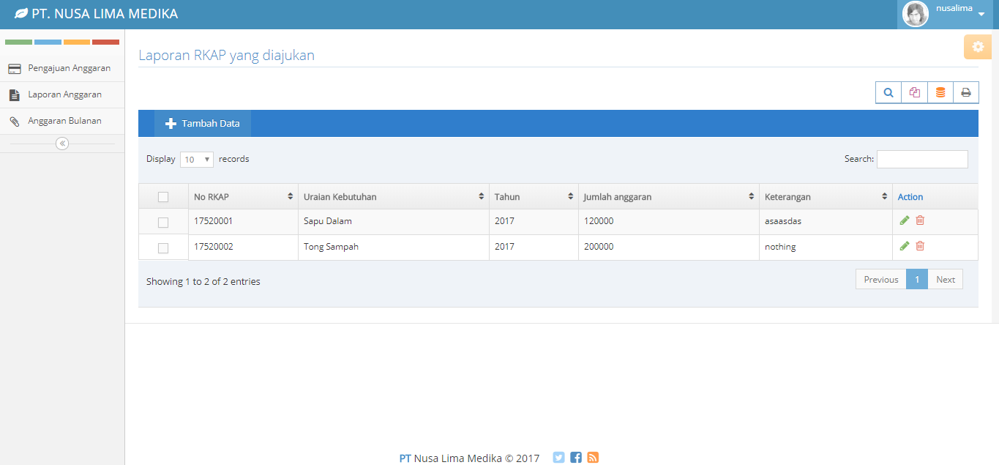 PT. NUSA LIMA MEDIKA
nusalima
Pengajuan Anggaran
Laporan Anggaran
Anggaran Bulanan
Laporan RKAP yang diajukan
Tambah Data
Display 10 records Search:
No RKAP Uraian Kebutuhan Tahun Jumlah anggaran Keterangan Action
17520001 Sapu Dalam 2017 120000 asaasdas
17520002 Tong Sampah 2017 200000 nothing
Showing 1 to 2 of 2 entries Previous 1 Next
PT Nusa Lima Medika © 2017